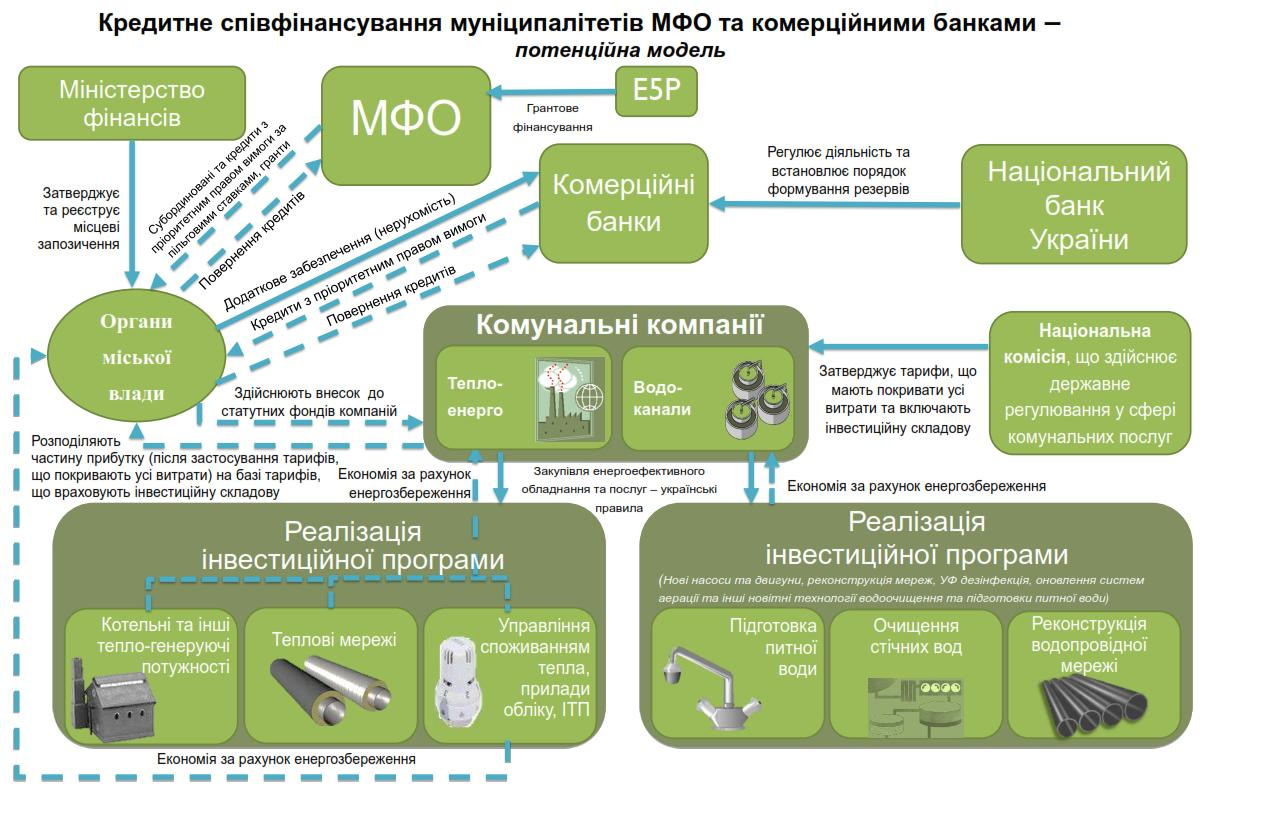 Кредитне співфінансування муніципалітетів МФО та комерційними банками –
потенційна модель
Міністерство
фінансів
МФО
E5P
Грантове
фінансування
Комерційні
банки
Регулює діяльність та
встановлює порядок
формування резервів
Національний
банк
України
Затверджує
та реєструє
місцеві
запозичення
Субординовані та кредити з
пріоритетним правом вимоги за
пільговими ставками, гранти
Повернення кредитів
Додаткове забезпечення (нерухомість)
Кредити з пріоритетним правом вимоги
Повернення кредитів
Органи
міської
влади
Комунальні компанії
Тепло-
енерго
Водо-
канали
Затверджує тарифи, що
мають покривати усі
витрати та включають
інвестиційну складову
Національна
комісія, що здійснює
державне
регулювання у сфері
комунальних послуг
Здійснюють внесок до
статутних фондів компаній
Розподіляють
частину прибутку (після застосування тарифів,
що покривають усі витрати) на базі тарифів,
що враховують інвестиційну складову
Економія за рахунок
енергозбереження
Закупівля енергоефективного
обладнання та послуг – українські
правила
Економія за рахунок енергозбереження
Реалізація
інвестиційної програми
Котельні та інші
тепло-генеруючі
потужності
Теплові мережі
Управління
споживанням
тепла,
прилади
обліку, ІТП
Реалізація
інвестиційної програми
(Нові насоси та двигуни, реконструкція мереж, УФ дезінфекція, оновлення систем
аерації та інші новітні технології водоочищення та підготовки питної води)
Підготовка
питної
води
Очищення
стічних вод
Реконструкція
водопровідної
мережі
Економія за рахунок енергозбереження